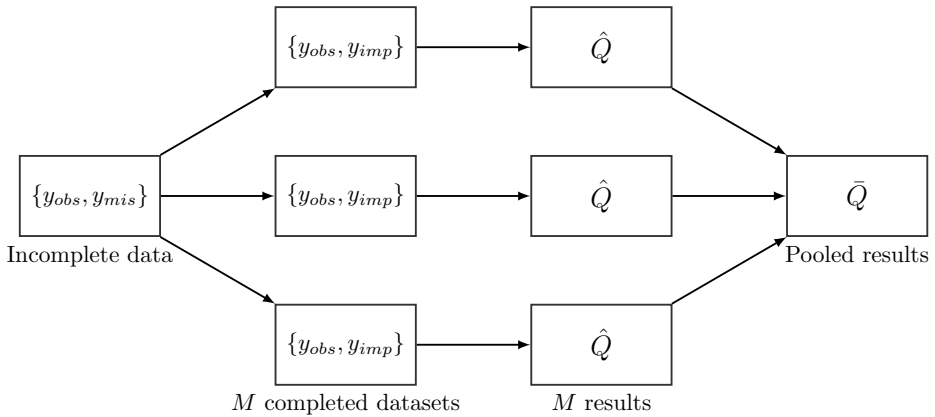 {y_obs, y_imp}
Q̂
{y_obs, y_mis}
{y_obs, y_imp}
Q̂
Q̄
Incomplete data
Pooled results
{y_obs, y_imp}
Q̂
M completed datasets
M results